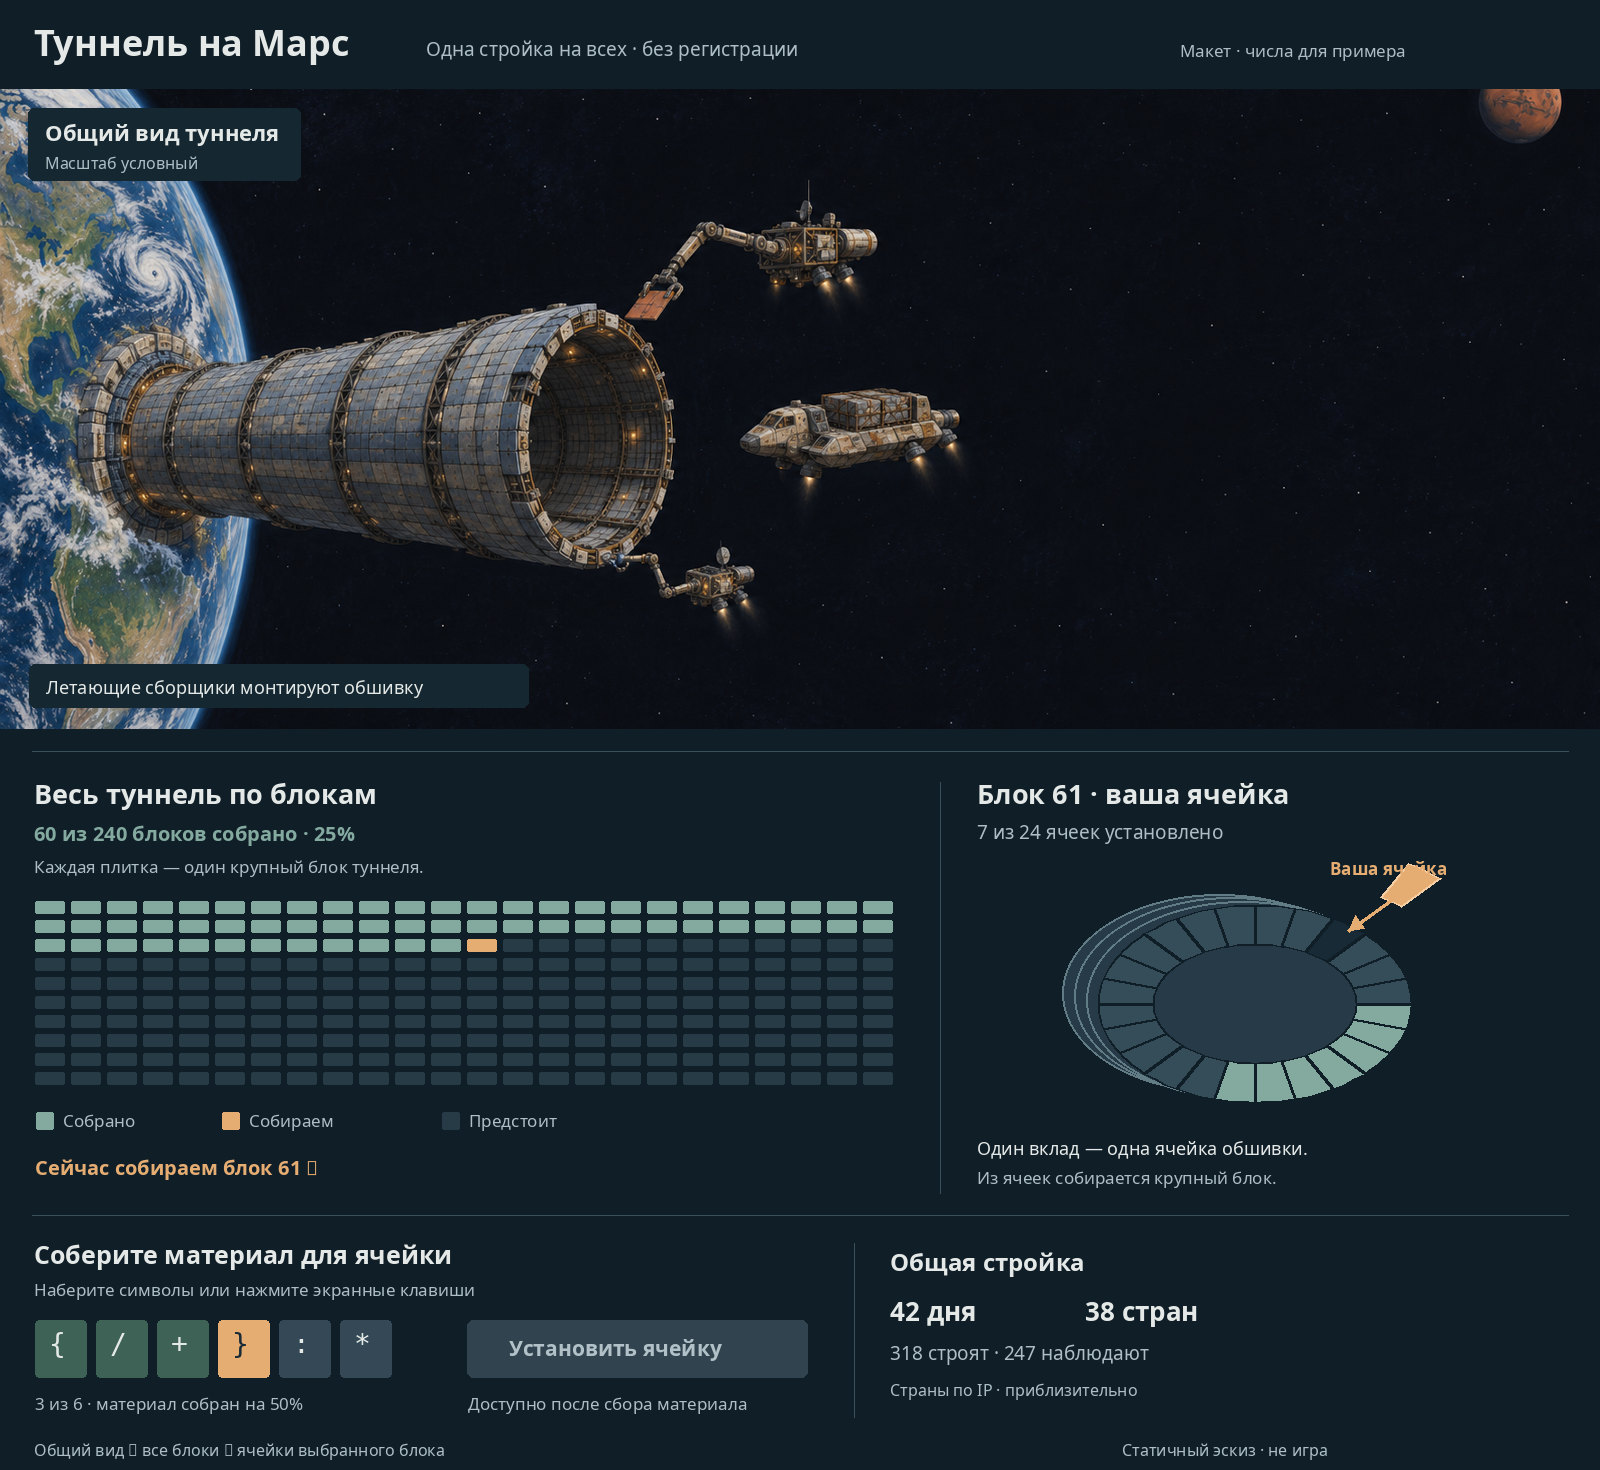 Туннель на Марс
Одна стройка на всех · без регистрации
Макет · числа для примера
Общий вид туннеля
Масштаб условный
Летающие сборщики монтируют обшивку
Весь туннель по блокам
60 из 240 блоков собрано · 25%
Каждая плитка — один крупный блок туннеля.
Собрано
Собираем
Предстоит
Сейчас собираем блок 61
Блок 61 · ваша ячейка
7 из 24 ячеек установлено
Ваша ячейка
Один вклад — одна ячейка обшивки.
Из ячеек собирается крупный блок.
Соберите материал для ячейки
Наберите символы или нажмите экранные клавиши
{ / + } : *
Установить ячейку
3 из 6 · материал собран на 50%
Доступно после сбора материала
Общая стройка
42 дня
38 стран
318 строят · 247 наблюдают
Страны по IP · приблизительно
Общий вид ▯ все блоки ▯ ячейки выбранного блока
Статичный эскиз · не игра